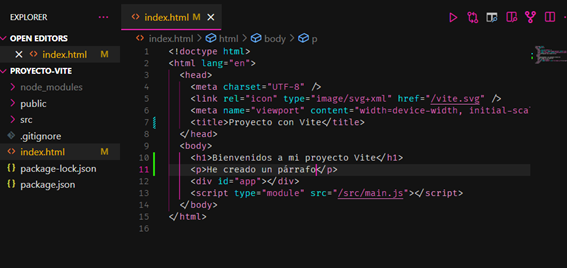 EXPLORER
OPEN EDITORS
index.html M
PROYECTO-VITE
node_modules
public
src
.gitignore
index.html M
package-lock.json
package.json
index.html M
index.html > html > body > p
1 <!doctype html>
2 <html lang="en">
3 <head>
4 <meta charset="UTF-8" />
5 <link rel="icon" type="image/svg+xml" href="/vite.svg" />
6 <meta name="viewport" content="width=device-width, initial-sca
7 <title>Proyecto con Vite</title>
8 </head>
9 <body>
10 <h1>Bienvenidos a mi proyecto Vite</h1>
11 <p>He creado un párrafo</p>
12 <div id="app"></div>
13 <script type="module" src="/src/main.js"></script>
14 </body>
15 </html>
16